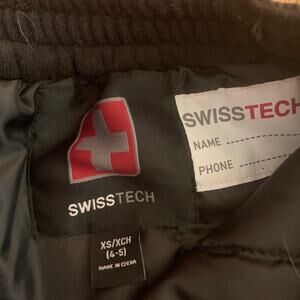 SWISSTECH
XS/XCH
(4-5)
MADE IN CHINA
SWISSTECH
NAME
PHONE